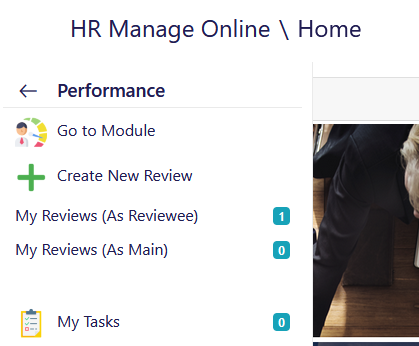 HR Manage Online \ Home
Performance
Go to Module
Create New Review
My Reviews (As Reviewee) 1
My Reviews (As Main) 0
My Tasks 0